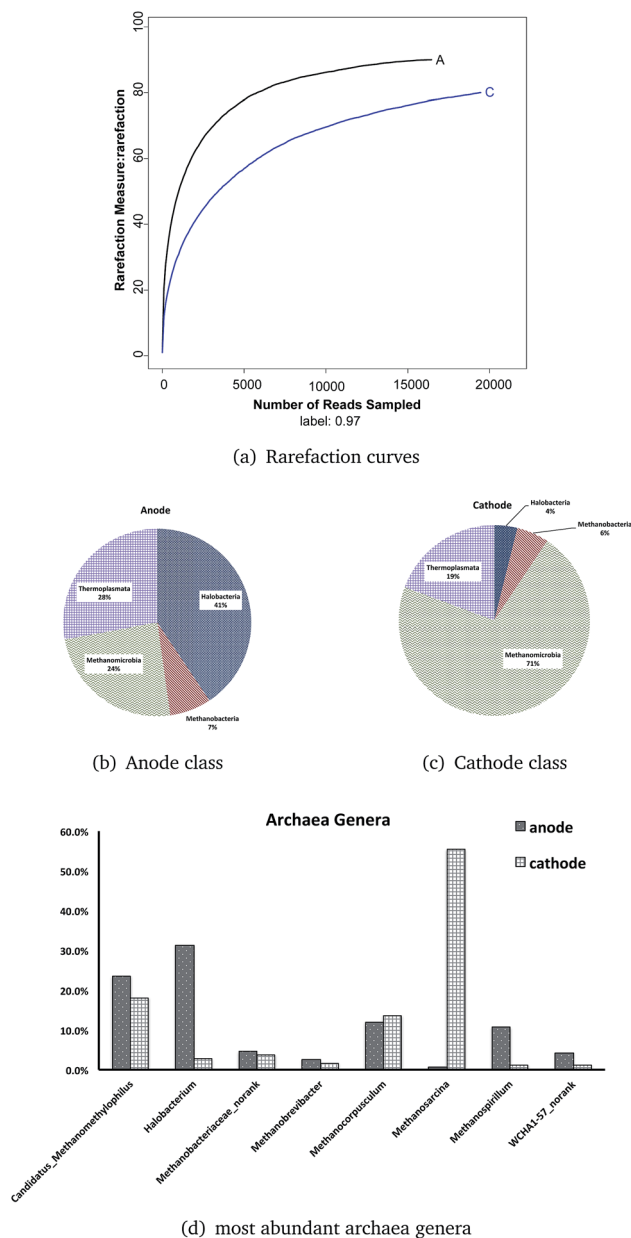 100
80
60
40
20
0
Rarefaction Measure:rarefaction
A
C
0 5000 10000 15000 20000
Number of Reads Sampled
label: 0.97
(a) Rarefaction curves
Anode
Thermoplasmata
28%
Halobacteria
41%
Methanomicrobia
24%
Methanobacteria
7%
Cathode
Halobacteria
4%
Methanobacteria
6%
Thermoplasmata
19%
Methanomicrobia
71%
(b) Anode class
(c) Cathode class
Archaea Genera
anode
cathode
60.0%
50.0%
40.0%
30.0%
20.0%
10.0%
0.0%
Candidatus_Methanomethylophilus
Halobacterium
Methanobacteriaceae_norank
Methanobrevibacter
Methanocorpusculum
Methanosarcina
Methanospirillum
WCHA1-57_norank
(d) most abundant archaea genera